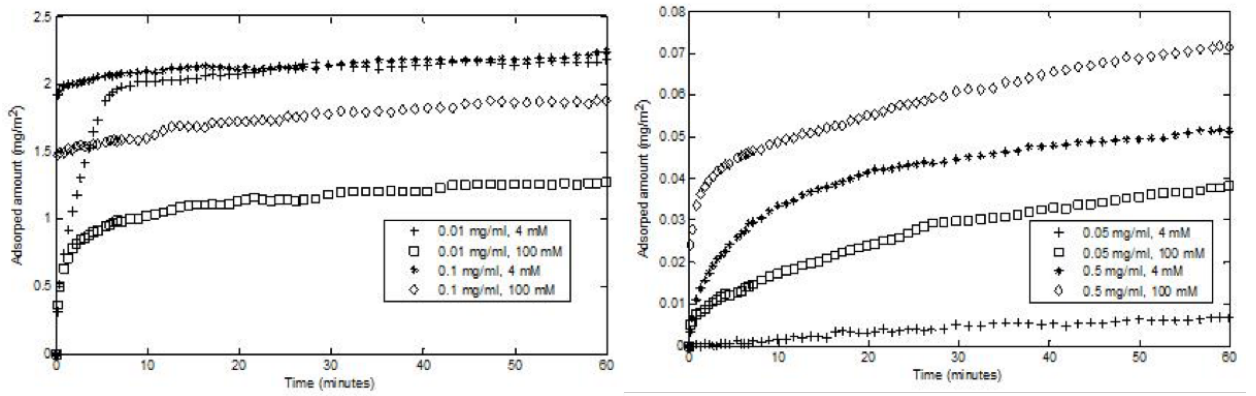 2.5
2
1.5
1
0.5
0
0 10 20 30 40 50 60
Adsorped amount (mg/m²)
Time (minutes)
0.01 mg/ml, 4 mM
0.01 mg/ml, 100 mM
0.1 mg/ml, 4 mM
0.1 mg/ml, 100 mM
0.08
0.07
0.06
0.05
0.04
0.03
0.02
0.01
0
0 10 20 30 40 50 60
Adsorped amount (mg/m²)
Time (minutes)
0.05 mg/ml, 4 mM
0.05 mg/ml, 100 mM
0.5 mg/ml, 4 mM
0.5 mg/ml, 100 mM